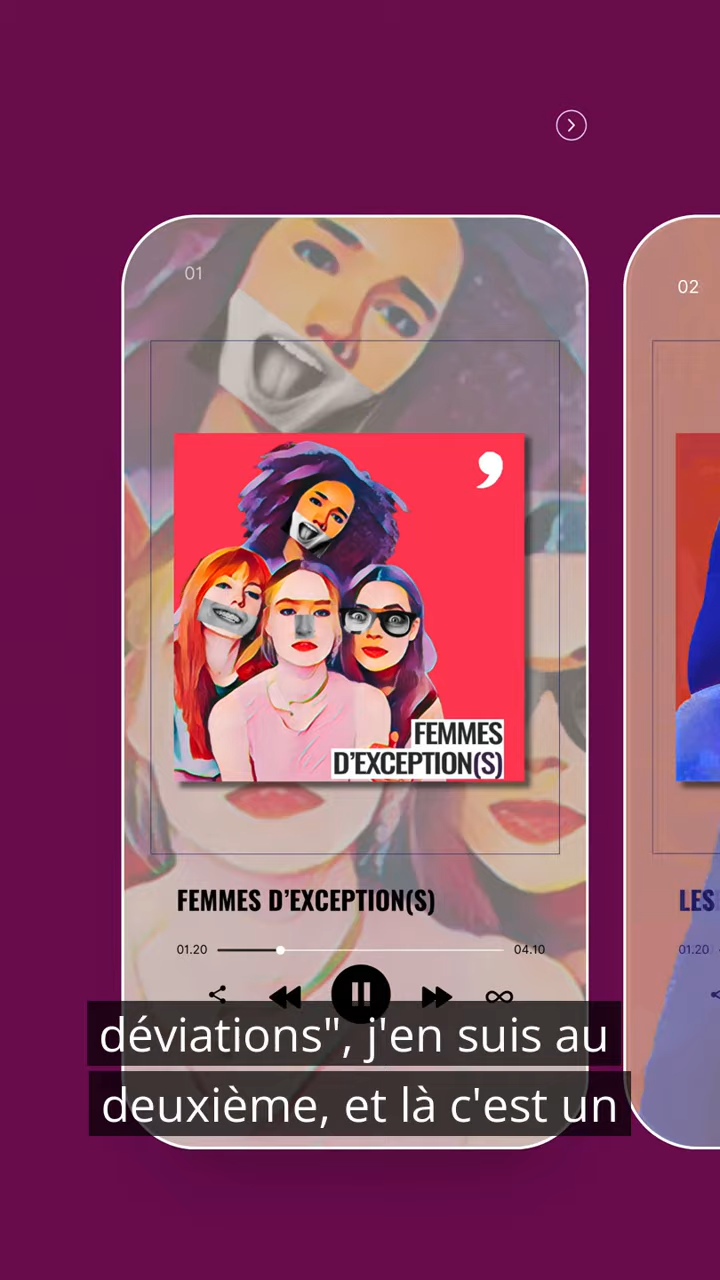 01
02
FEMMES
D'EXCEPTION(S)
FEMMES D'EXCEPTION(S)
LES
01.20
04.10
01.20
déviations", j'en suis au
deuxième, et là c'est un